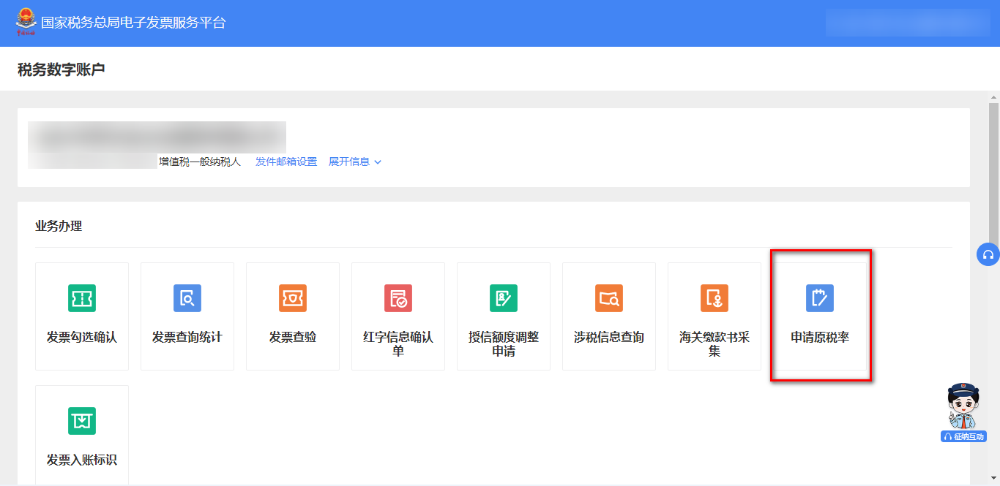 国家税务总局电子发票服务平台
税务数字账户
增值税一般纳税人 发件邮箱设置 展开信息
业务办理
发票勾选确认
发票查询统计
发票查验
红字信息确认
单
授信额度调整
申请
涉税信息查询
海关缴款书采
集
申请原税率
发票入账标识
征纳互动